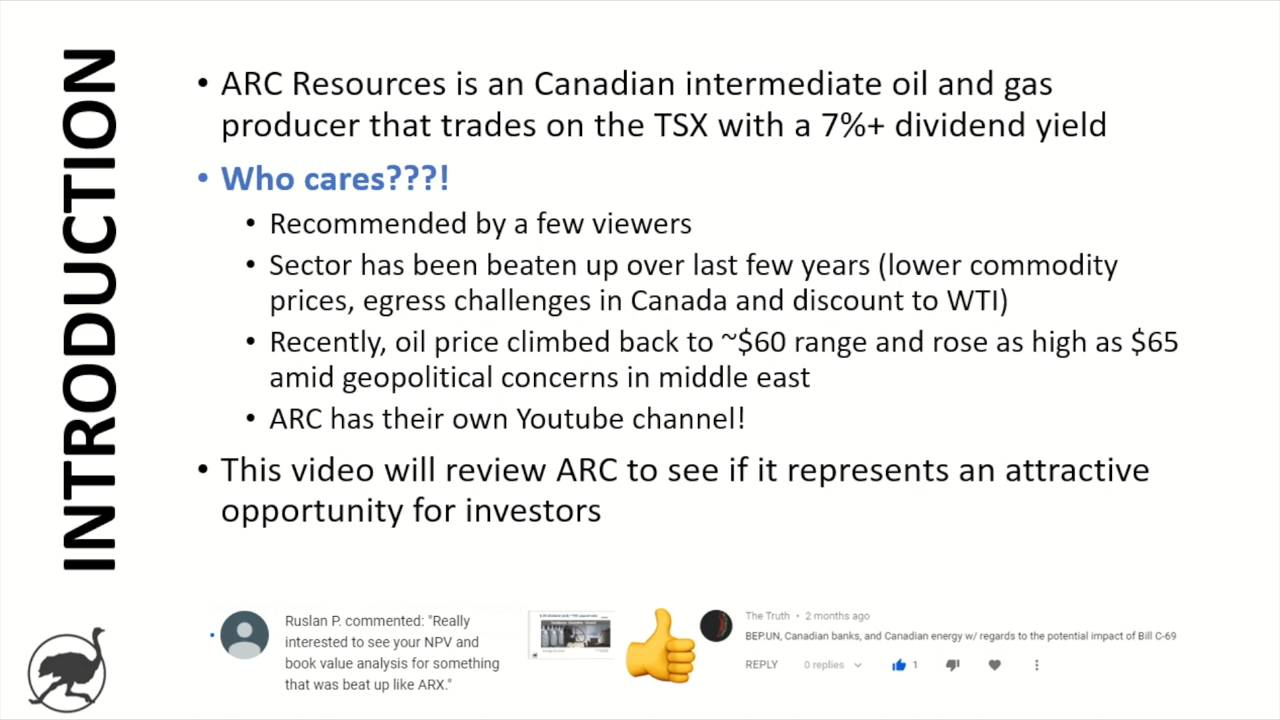 INTRODUCTION
• ARC Resources is an Canadian intermediate oil and gas
producer that trades on the TSX with a 7%+ dividend yield
• Who cares???!
• Recommended by a few viewers
• Sector has been beaten up over last few years (lower commodity
prices, egress challenges in Canada and discount to WTI)
• Recently, oil price climbed back to ~$60 range and rose as high as $65
amid geopolitical concerns in middle east
• ARC has their own Youtube channel!
• This video will review ARC to see if it represents an attractive
opportunity for investors
Ruslan P. commented: "Really
interested to see your NPV and
book value analysis for something
that was beat up like ARX."
The Truth • 2 months ago
BEP.UN, Canadian banks, and Canadian energy w/ regards to the potential impact of Bill C-69
REPLY 0 replies 1